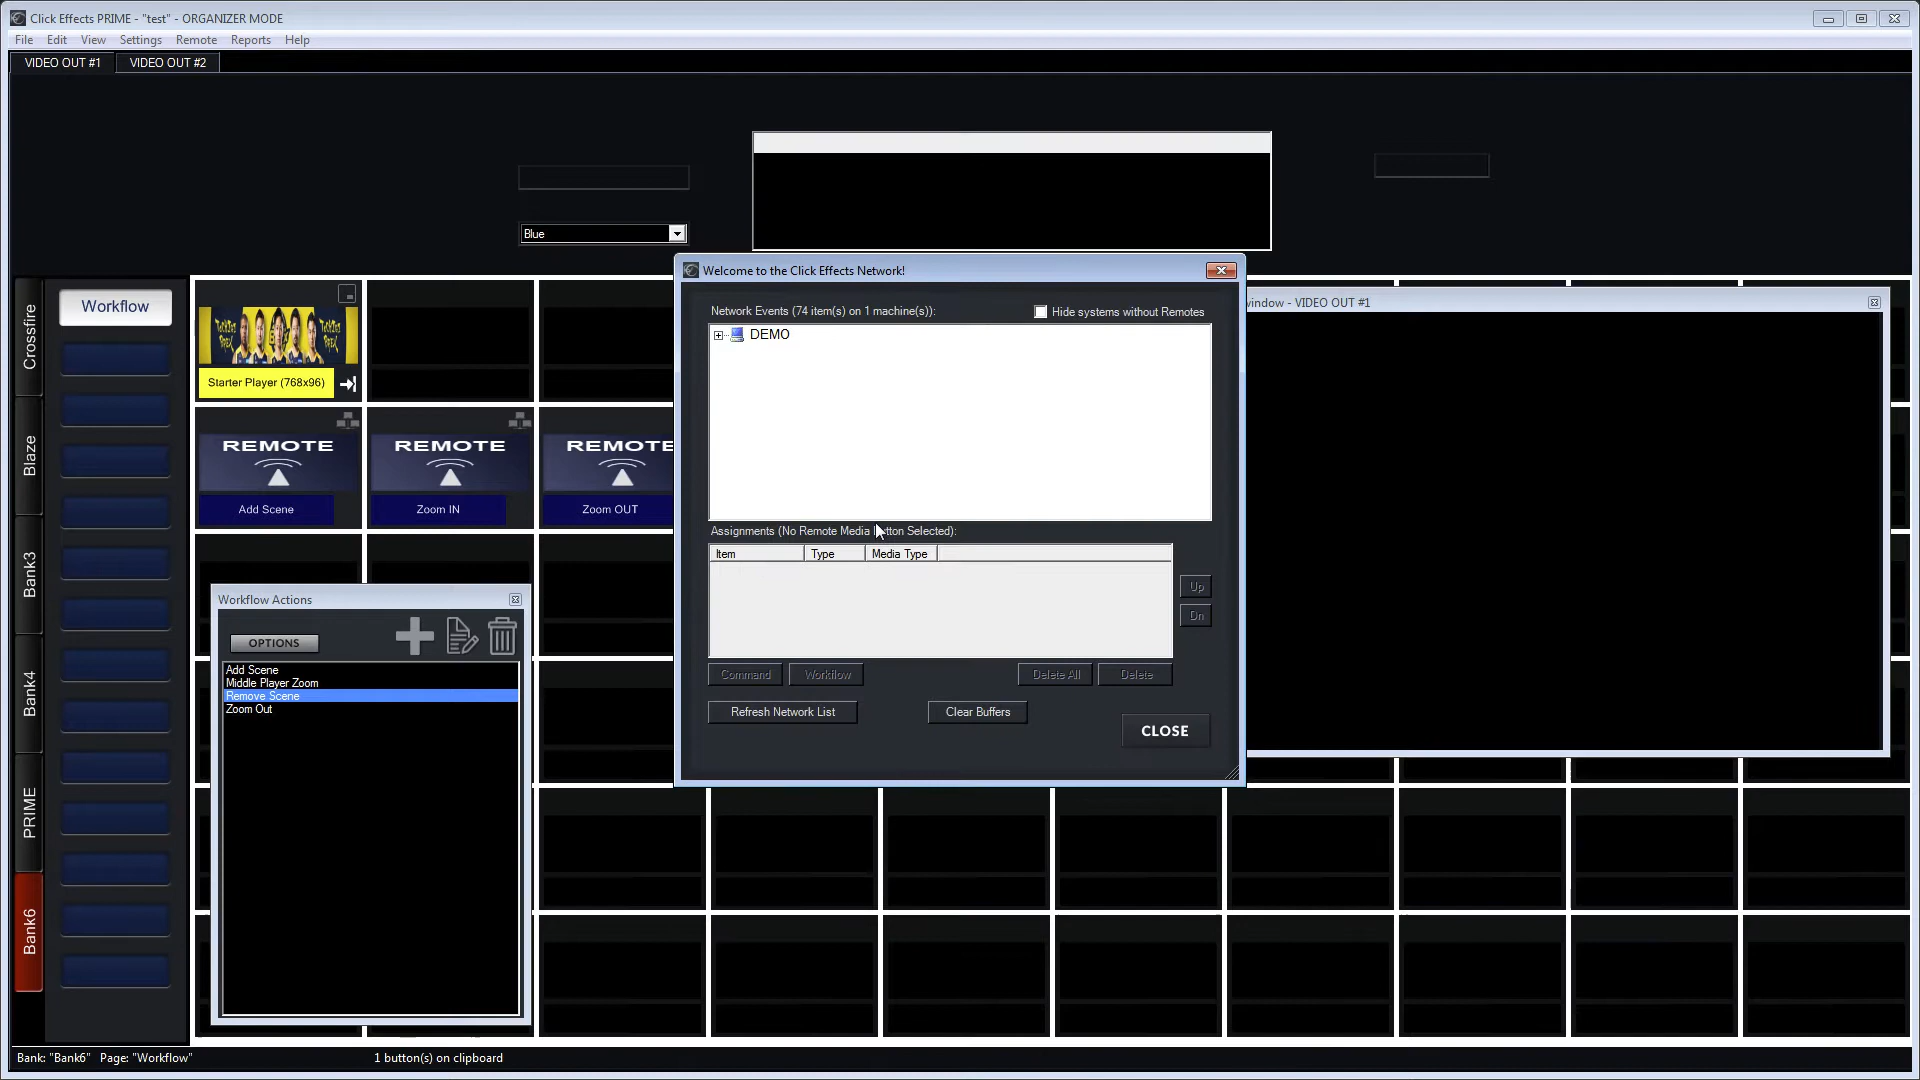 Click Effects PRIME - "test" - ORGANIZER MODE
File Edit View Settings Remote Reports Help
VIDEO OUT #1 VIDEO OUT #2
Blue
Welcome to the Click Effects Network!
Network Events (74 item(s) on 1 machine(s)):
Hide systems without Remotes
DEMO
Assignments (No Remote Media Button Selected):
Item Type Media Type
Up
Dn
Command Workflow Delete All Delete
Refresh Network List Clear Buffers
CLOSE
window - VIDEO OUT #1
Crossfire
Blaze
Bank3
Bank4
PRIME
Bank6
Workflow
Starter Player (768x96)
REMOTE REMOTE REMOTE
Add Scene Zoom IN Zoom OUT
Workflow Actions
OPTIONS
Add Scene
Middle Player Zoom
Remove Scene
Zoom Out
Bank: "Bank6" Page: "Workflow" 1 button(s) on clipboard